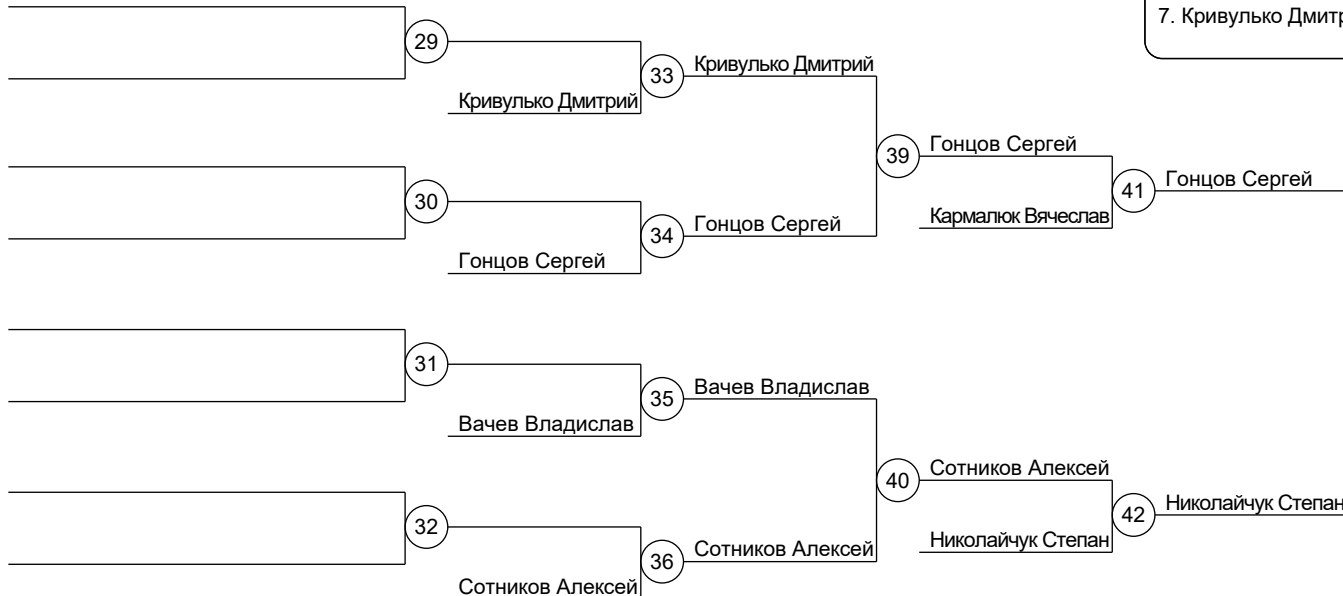 7. Кривулько Дмитр
29
33
Кривулько Дмитрий
Кривулько Дмитрий
39
Гонцов Сергей
41
Гонцов Сергей
30
34
Гонцов Сергей
Кармалюк Вячеслав
Гонцов Сергей
31
35
Вачев Владислав
Вачев Владислав
40
Сотников Алексей
42
Николайчук Степан
32
36
Сотников Алексей
Николайчук Степан
Сотников Алексей